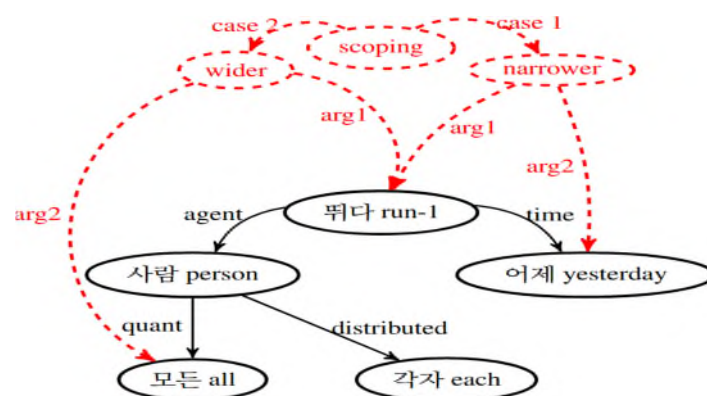 case 2
scoping
case 1
wider
narrower
arg1
arg1
arg2
arg2
agent
뛰다 run-1
time
사람 person
어제 yesterday
quant
distributed
모든 all
각자 each